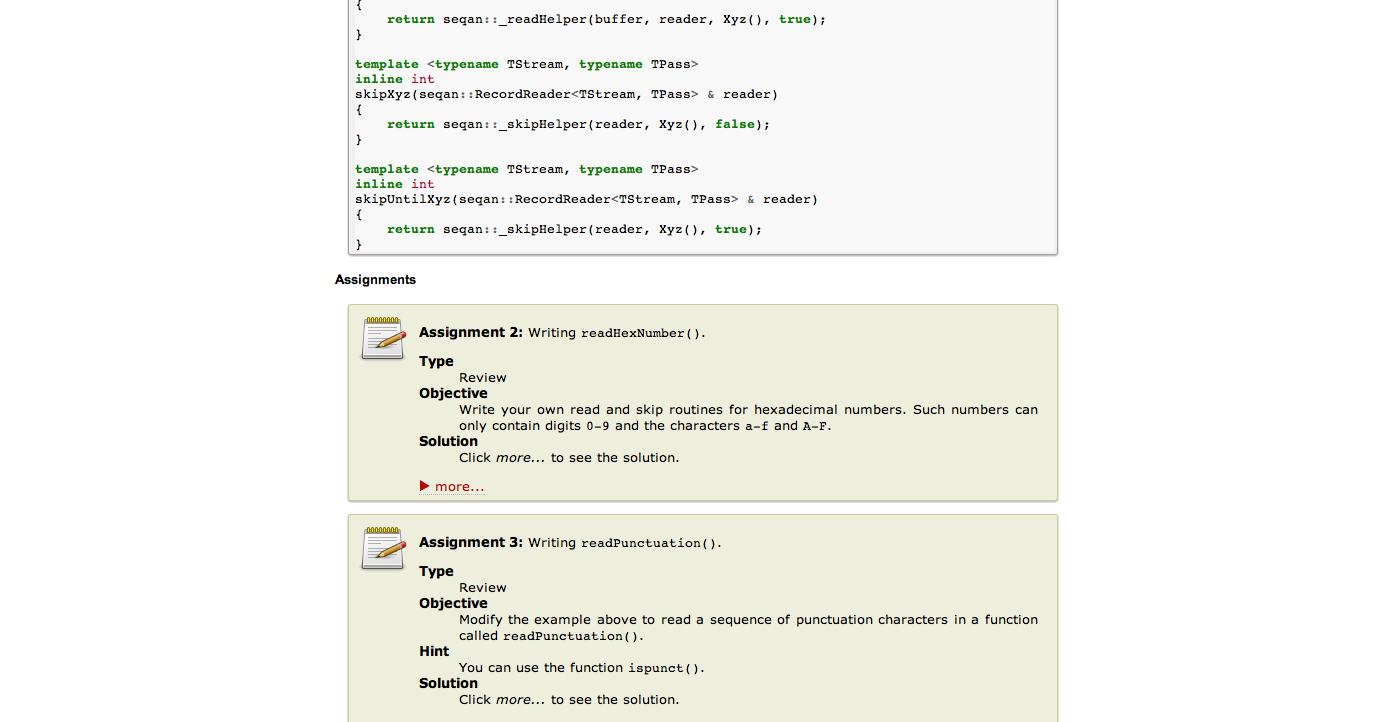 {
    return seqan::_readHelper(buffer, reader, Xyz(), true);
}
template <typename TStream, typename TPass>
inline int
skipXyz(seqan::RecordReader<TStream, TPass> & reader)
{
    return seqan::_skipHelper(reader, Xyz(), false);
}
template <typename TStream, typename TPass>
inline int
skipUntilXyz(seqan::RecordReader<TStream, TPass> & reader)
{
    return seqan::_skipHelper(reader, Xyz(), true);
}
Assignments
Assignment 2: Writing readHexNumber().
Type
Review
Objective
Write your own read and skip routines for hexadecimal numbers. Such numbers can
only contain digits 0-9 and the characters a-f and A-F.
Solution
Click more... to see the solution.
▶ more...
Assignment 3: Writing readPunctuation().
Type
Review
Objective
Modify the example above to read a sequence of punctuation characters in a function
called readPunctuation().
Hint
You can use the function ispunct().
Solution
Click more... to see the solution.